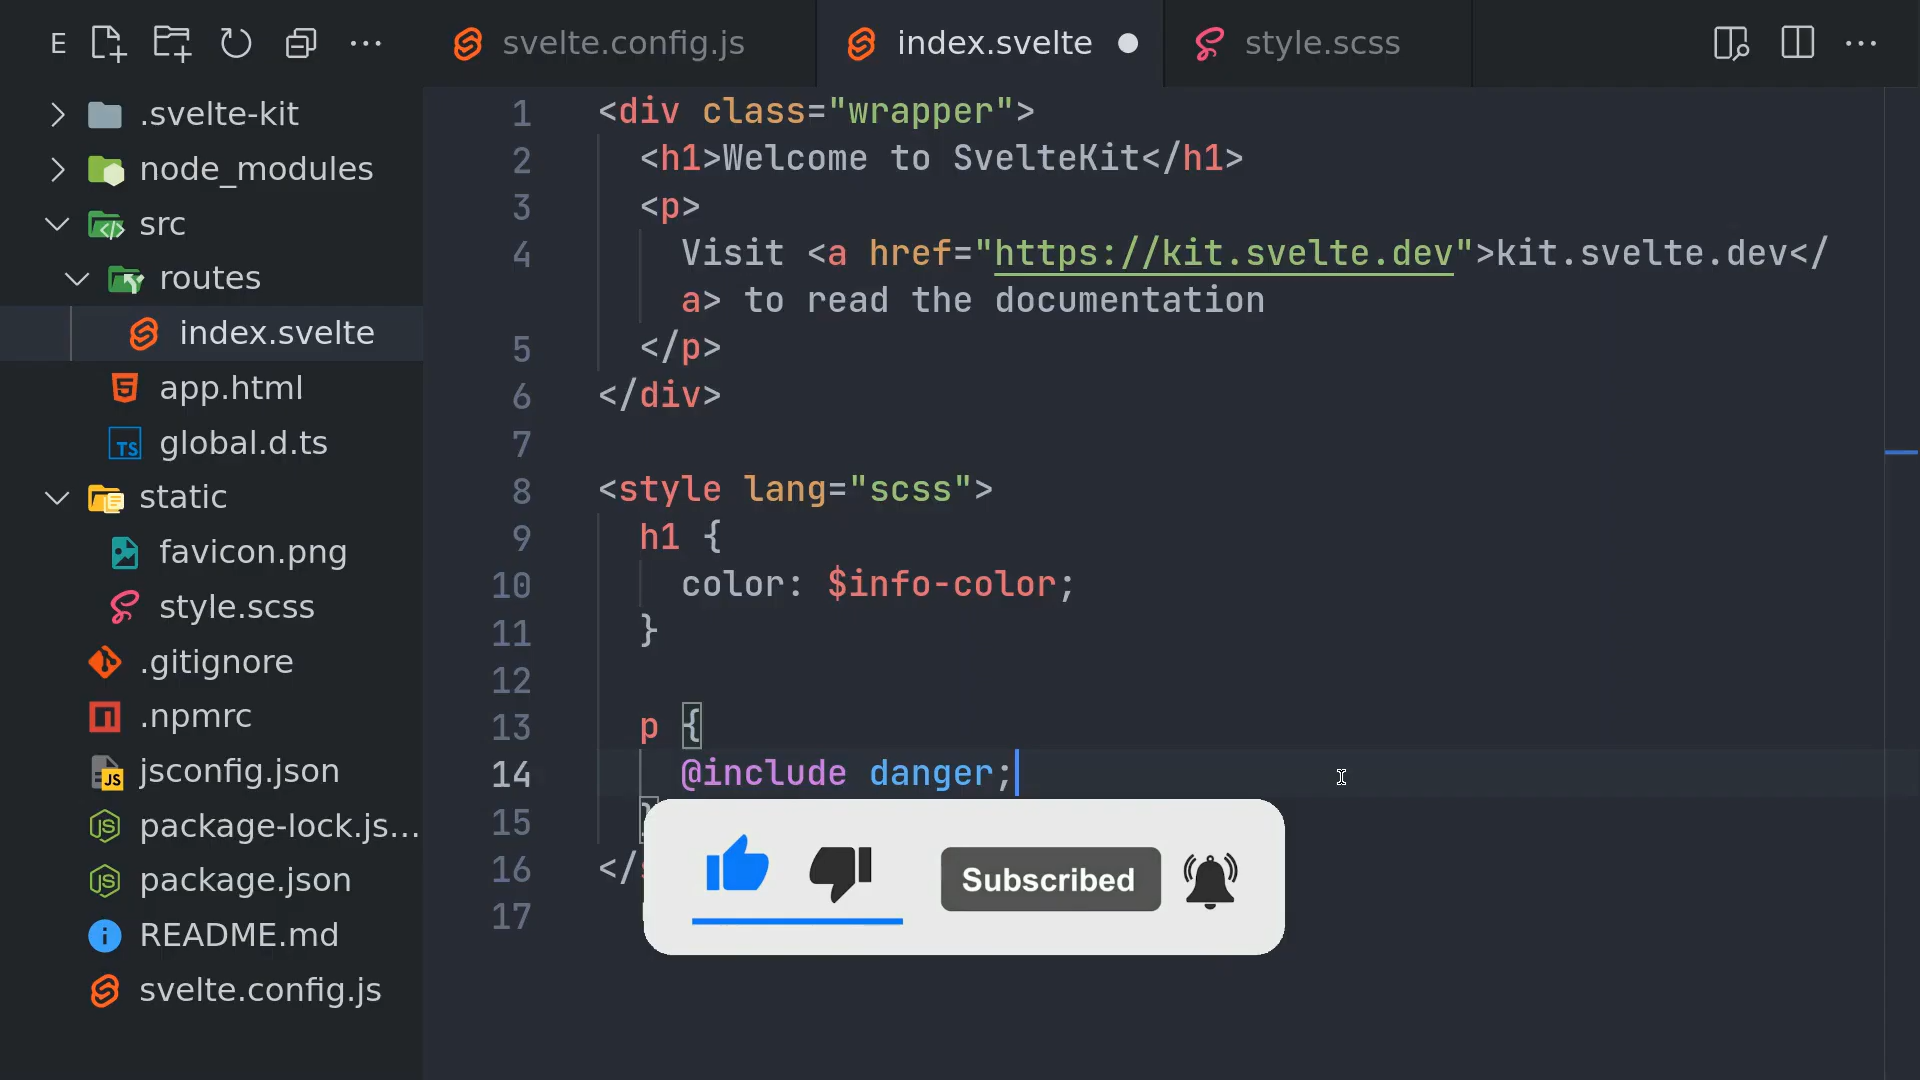 E
svelte.config.js
index.svelte
style.scss
.svelte-kit
node_modules
src
routes
index.svelte
app.html
global.d.ts
static
favicon.png
style.scss
.gitignore
.npmrc
jsconfig.json
package-lock.js...
package.json
README.md
svelte.config.js
1 <div class="wrapper">
2 <h1>Welcome to SvelteKit</h1>
3 <p>
4 Visit <a href="https://kit.svelte.dev">kit.svelte.dev</
a> to read the documentation
5 </p>
6 </div>
7
8 <style lang="scss">
9 h1 {
10 color: $info-color;
11 }
12
13 p {
14 @include danger;
15 }
16 </
17
Subscribed